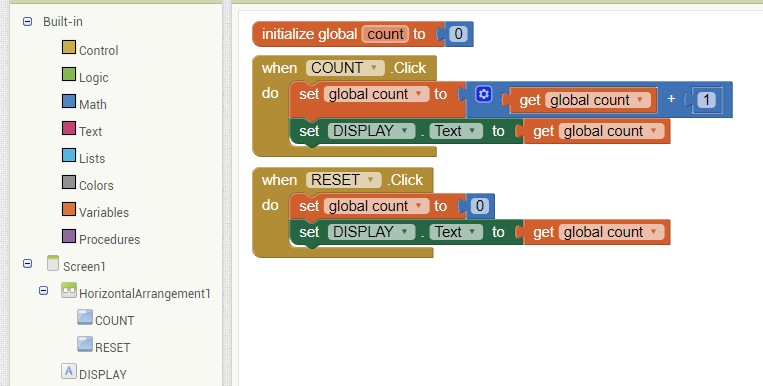 Built-in
Control
Logic
Math
Text
Lists
Colors
Variables
Procedures
Screen1
HorizontalArrangement1
COUNT
RESET
A DISPLAY
initialize global count to 0
when COUNT .Click
do set global count to get global count + 1
set DISPLAY . Text to get global count
when RESET .Click
do set global count to 0
set DISPLAY . Text to get global count